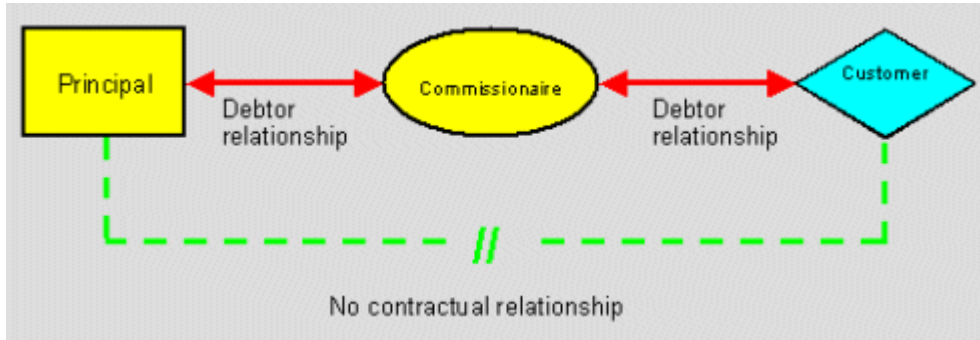 Principal
Commissionaire
Customer
Debtor
relationship
Debtor
relationship
//
No contractual relationship